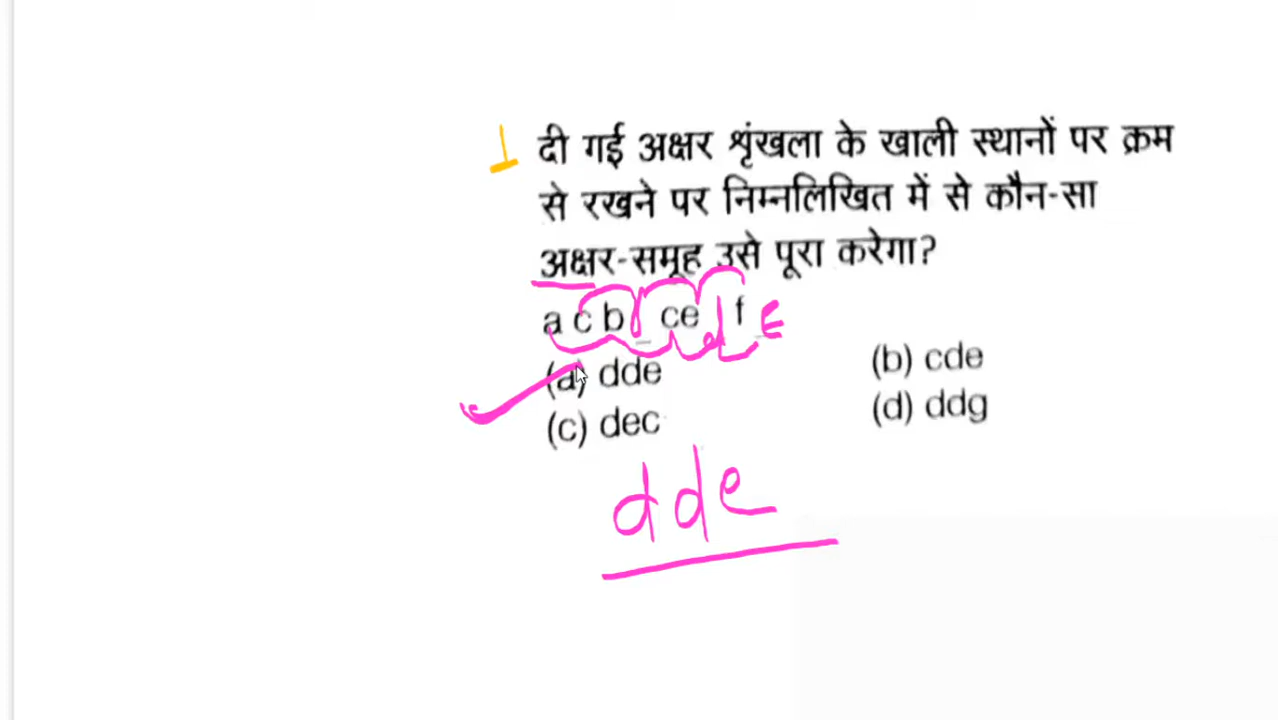 1 दी गई अक्षर शृंखला के खाली स्थानों पर क्रम
से रखने पर निम्नलिखित में से कौन-सा
अक्षर-समूह उसे पूरा करेगा?
a c b d ce d f E
(a) dde (b) cde
(c) dec (d) ddg
dde